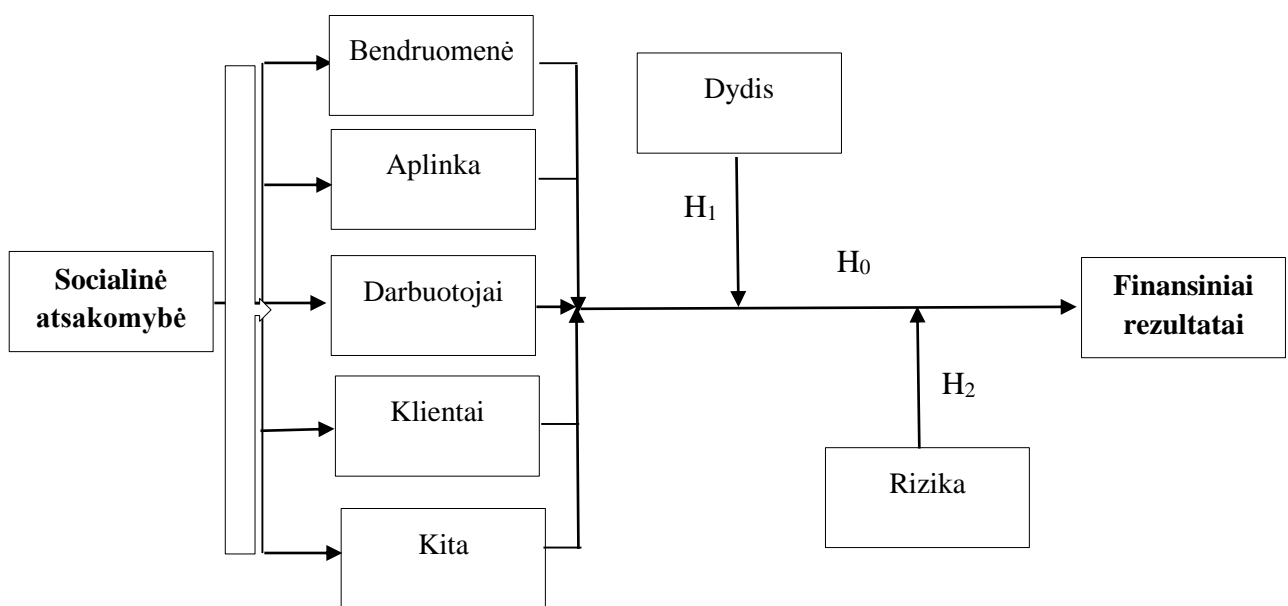 Bendruomenė
Dydis
Aplinka
H₁
H₀
Socialinė
atsakomybė
Darbuotojai
Finansiniai
rezultatai
H₂
Klientai
Rizika
Kita